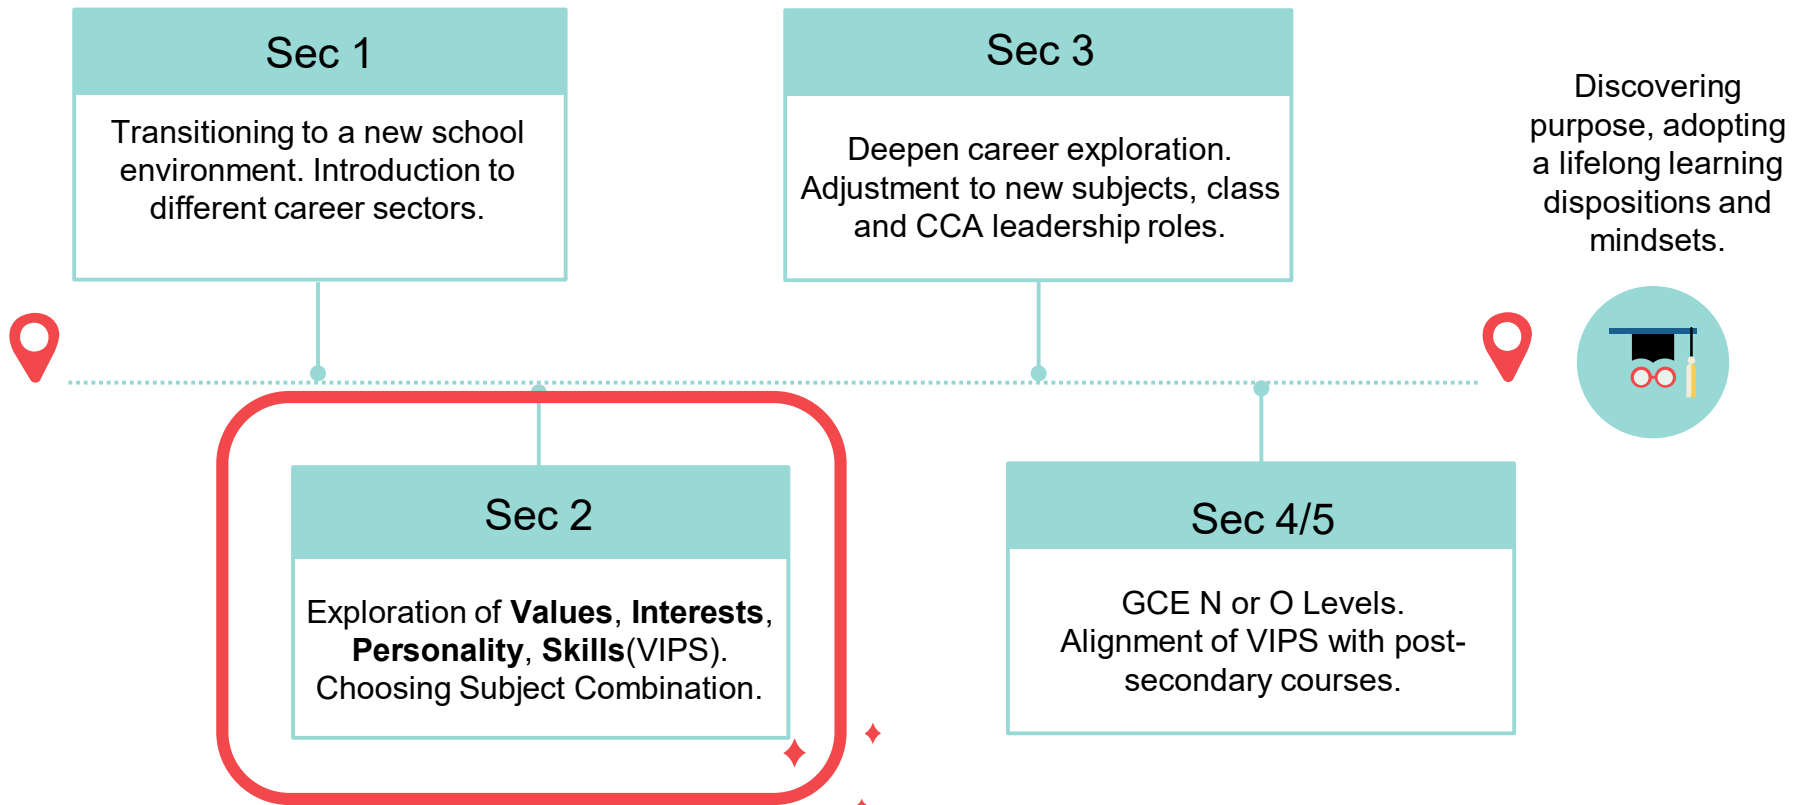 Sec 1
Transitioning to a new school
environment. Introduction to
different career sectors.
Sec 3
Deepen career exploration.
Adjustment to new subjects, class
and CCA leadership roles.
Discovering
purpose, adopting
a lifelong learning
dispositions and
mindsets.
Sec 2
Exploration of Values, Interests,
Personality, Skills(VIPS).
Choosing Subject Combination.
Sec 4/5
GCE N or O Levels.
Alignment of VIPS with post-
secondary courses.